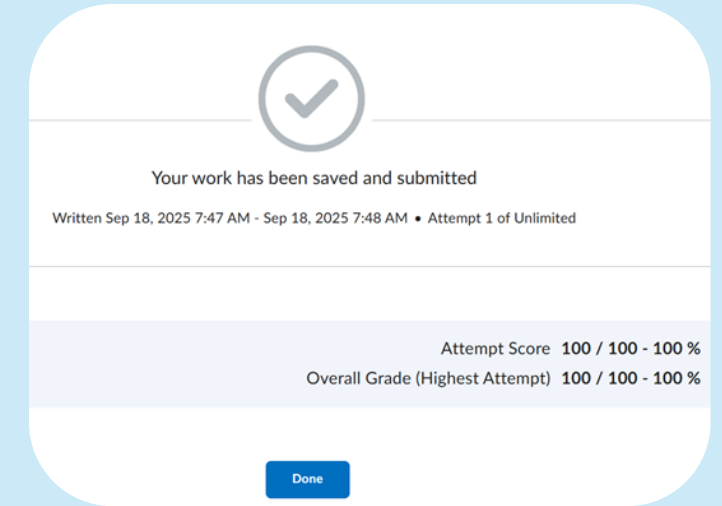 Your work has been saved and submitted
Written Sep 18, 2025 7:47 AM - Sep 18, 2025 7:48 AM • Attempt 1 of Unlimited
Attempt Score 100 / 100 - 100 %
Overall Grade (Highest Attempt) 100 / 100 - 100 %
Done